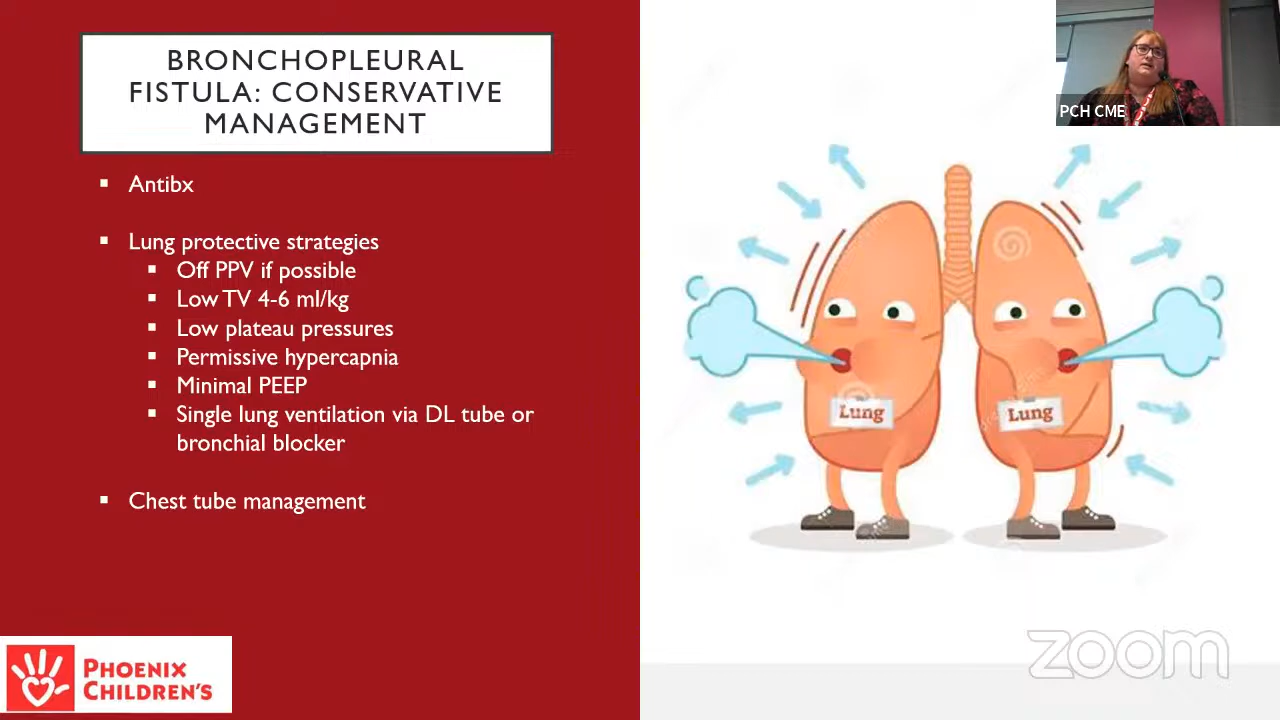 BRONCHOPLEURAL
FISTULA: CONSERVATIVE
MANAGEMENT
PCH CME
▪ Antibx
▪ Lung protective strategies
▪ Off PPV if possible
▪ Low TV 4-6 ml/kg
▪ Low plateau pressures
▪ Permissive hypercapnia
▪ Minimal PEEP
▪ Single lung ventilation via DL tube or
bronchial blocker
▪ Chest tube management
Lung
Lung
PHOENIX
CHILDREN'S
zoom